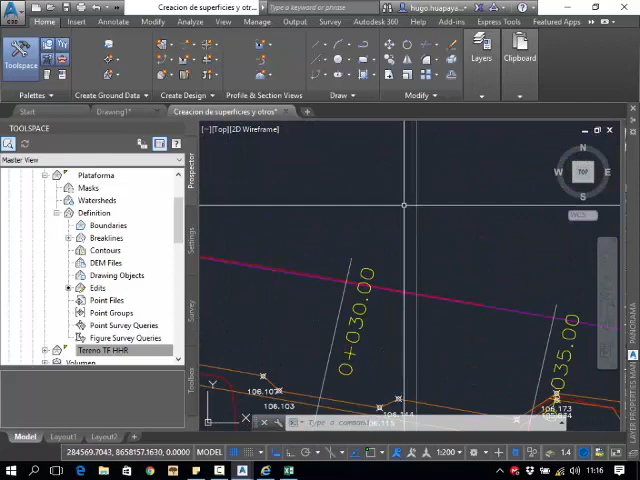 Creacion de superficies y otr...
Type a keyword or phrase
hugo.huapaya...
C3D
Home Insert Annotate Modify Analyze View Manage Output Survey Autodesk 360 Help Add-ins Express Tools Featured Apps
Toolspace
Layers
Clipboard
Palettes Create Ground Data Create Design Profile & Section Views Draw Modify
Start Drawing1* Creacion de superficies y otros*
TOOLSPACE
[−][Top][2D Wireframe]
Master View
Plataforma
Masks
Watersheds
Definition
Boundaries
Breaklines
Contours
DEM Files
Drawing Objects
Edits
Point Files
Point Groups
Point Survey Queries
Figure Survey Queries
Tereno TF HHR
Volumen
Prospector
Settings
Survey
Toolbox
N
W TOP E
S
WCS
0+030.00
035.00
106.103
106.144
106.173
Y
X
Type a command
PANORAMA
Model Layout1 Layout2
284569.7043, 8658157.1630, 0.0000 MODEL
1:200
1.4
11:16